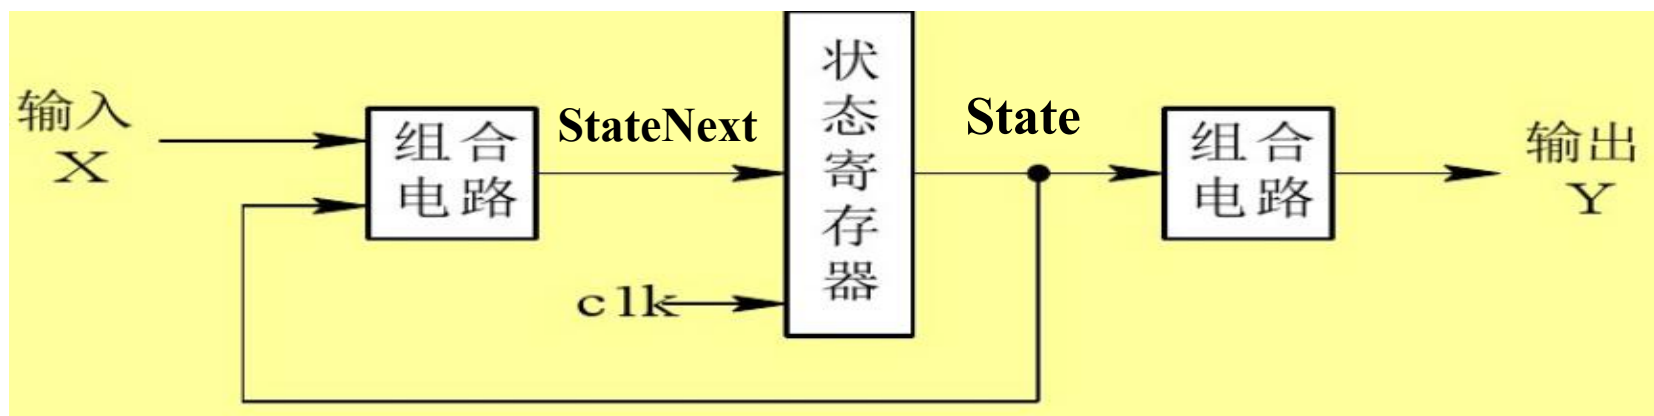 输入
X
组合
电路
StateNext
clk
状
态
寄
存
器
State
组合
电路
输出
Y